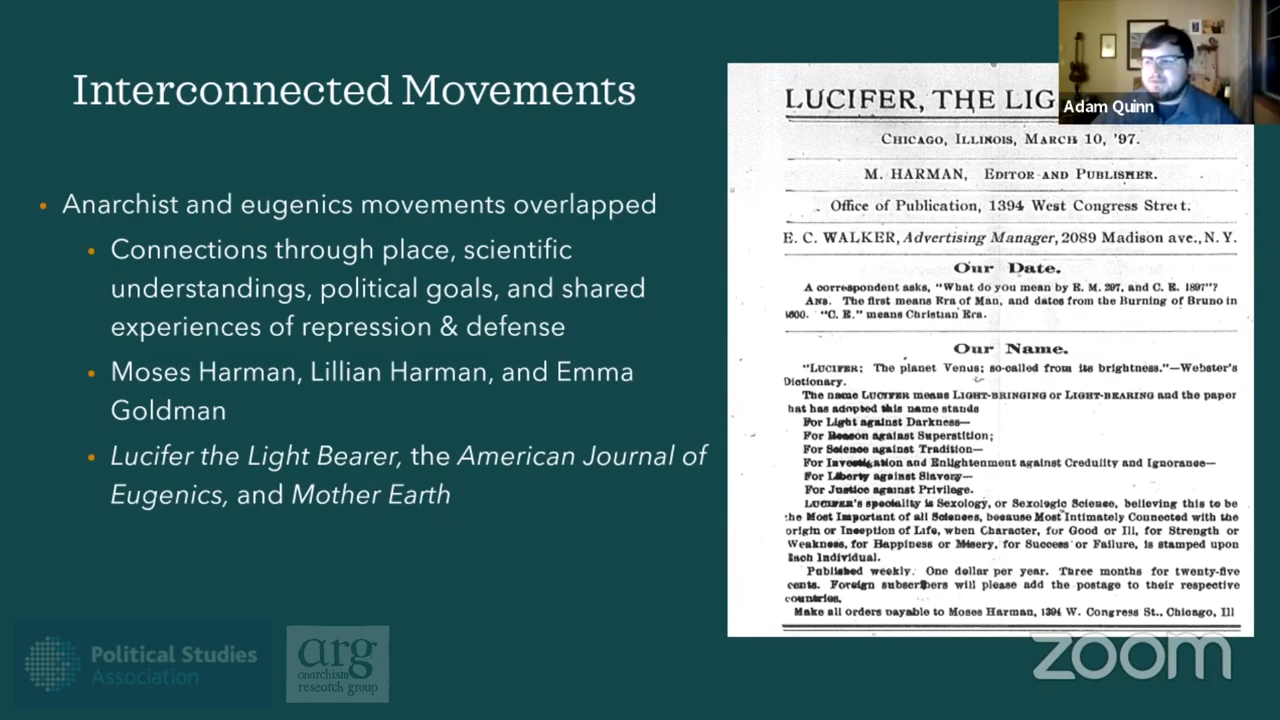 Interconnected Movements
• Anarchist and eugenics movements overlapped
• Connections through place, scientific
understandings, political goals, and shared
experiences of repression & defense
• Moses Harman, Lillian Harman, and Emma
Goldman
• Lucifer the Light Bearer, the American Journal of
Eugenics, and Mother Earth
Political Studies
Association
arg
anarchism
research group
Adam Quinn
LUCIFER, THE LIG
CHICAGO, ILLINOIS, MARCH 10, '97.
M. HARMAN, EDITOR AND PUBLISHER.
Office of Publication, 1394 West Congress Street.
E. C. WALKER, Advertising Manager, 2089 Madison ave., N. Y.
Our Date.
A correspondent asks, "What do you mean by E. M. 297, and C. E. 1897"?
ANS. The first means Era of Man, and dates from the Burning of Bruno in
1600. "C. E." means Christian Era.
Our Name.
"LUCIFER; The planet Venus; so-called from its brightness."—Webster's
Dictionary.
The name LUCIFER means LIGHT-BRINGING or LIGHT-BEARING and the paper
hat has adopted this name stands
For Light against Darkness—
For Reason against Superstition;
For Science against Tradition—
For Investigation and Enlightenment against Credulity and Ignorance—
For Liberty against Slavery—
For Justice against Privilege.
LUCIFER'S speciality is Sexology, or Sexologic Science, believing this to be
the Most Important of all Sciences, because Most Intimately Connected with the
origin or Inception of Life, when Character, for Good or Ill, for Strength or
Weakness, for Happiness or Misery, for Success or Failure, is stamped upon
Each Individual.
Published weekly. One dollar per year. Three months for twenty-five
cents. Foreign subscribers will please add the postage to their respective
countries.
Make all orders payable to Moses Harman, 1394 W. Congress St., Chicago, Ill
zoom